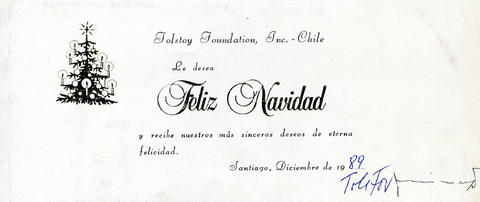 Tolstoy Foundation, Inc. - Chile
Le desea
Feliz Navidad
y recibe nuestros más sinceros deseos de eterna
felicidad.
Santiago, Diciembre de 1989